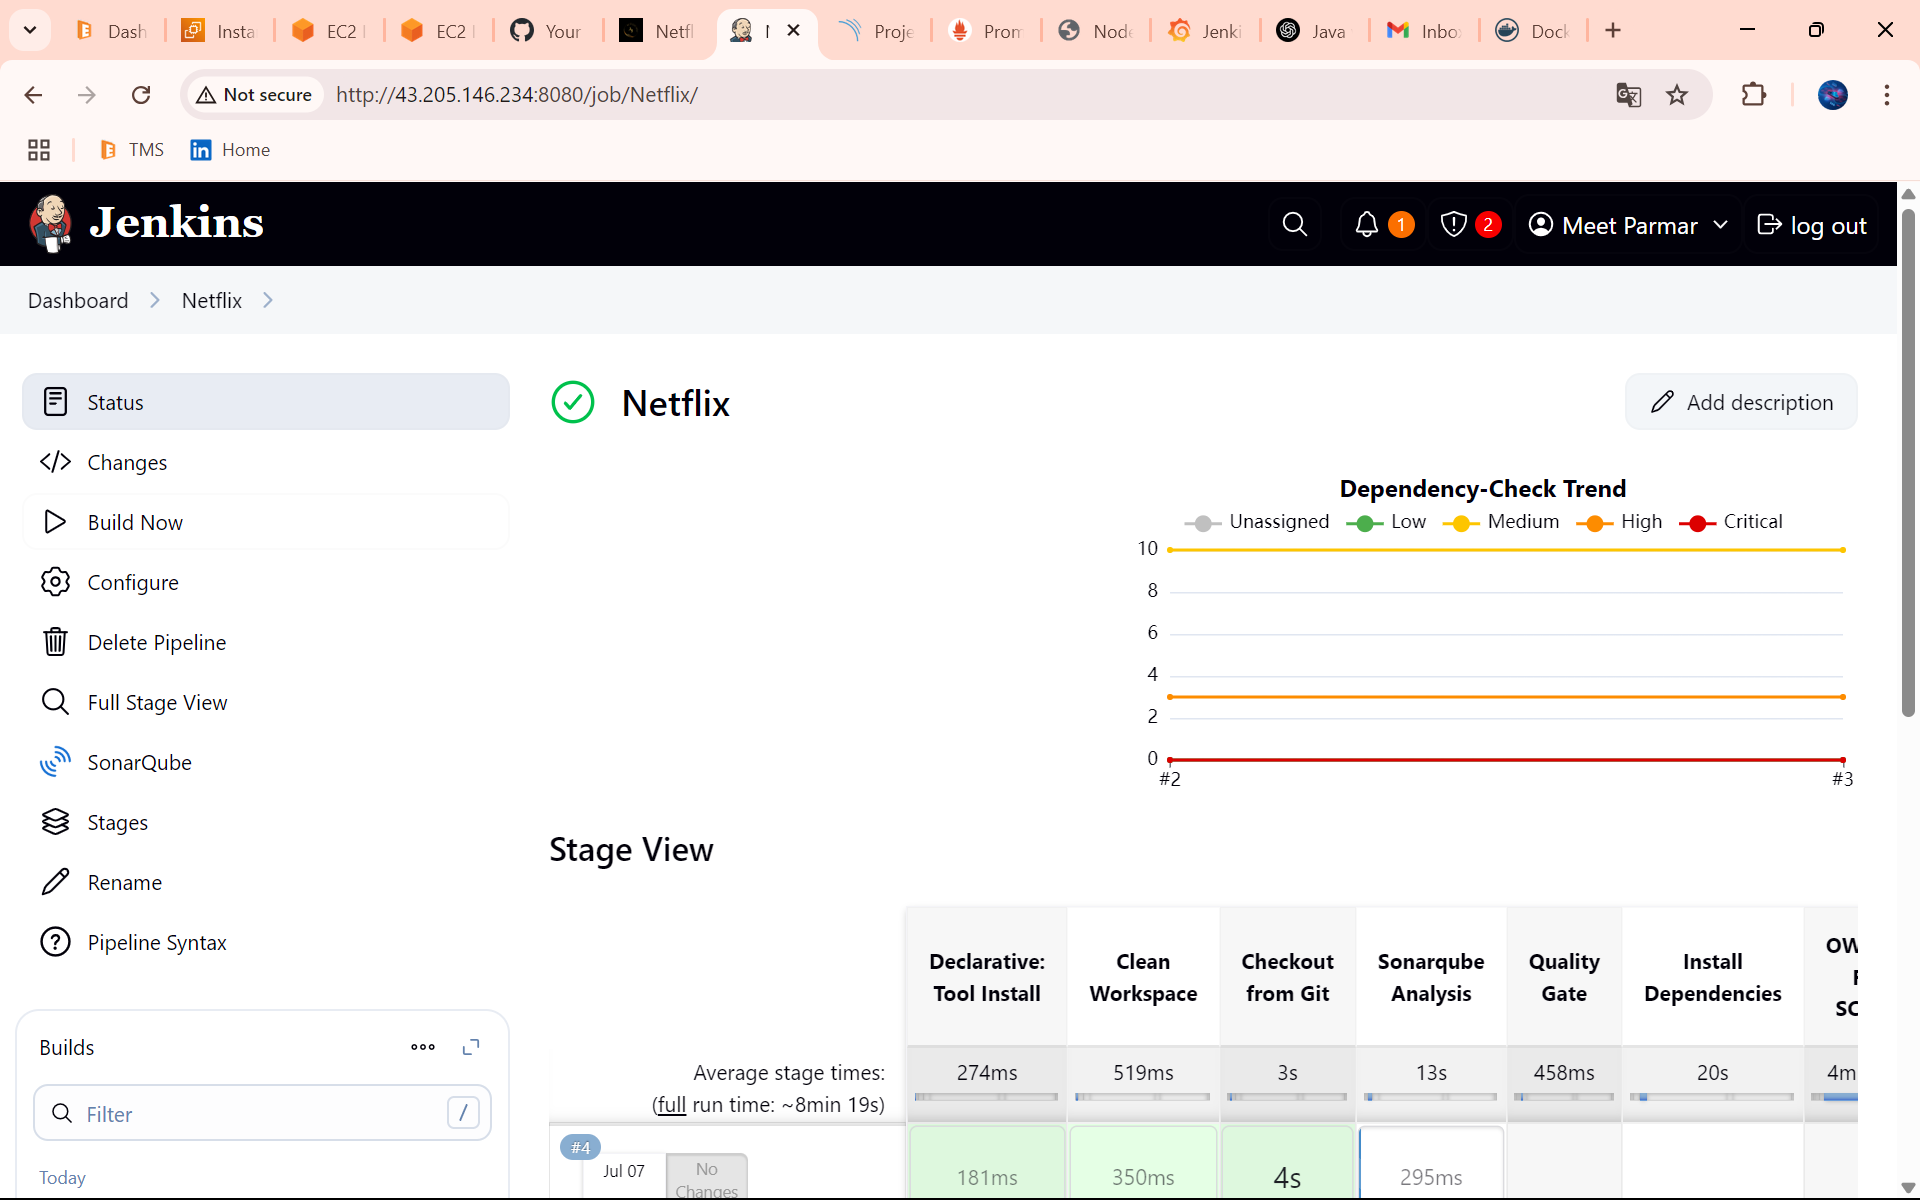 Dash
Insta
EC2
EC2
Your
Netfl
Proje
Prom
Node
Jenki
Java
Inbo
Dock
Not secure
http://43.205.146.234:8080/job/Netflix/
TMS
Home
Jenkins
1
2
Meet Parmar
log out
Dashboard
Netflix
Status
Changes
Build Now
Configure
Delete Pipeline
Full Stage View
SonarQube
Stages
Rename
Pipeline Syntax
Builds
Filter
/
Today
Netflix
Add description
Dependency-Check Trend
Unassigned Low Medium High Critical
10
8
6
4
2
0
#2 #3
Stage View
Declarative:
Tool Install
Clean
Workspace
Checkout
from Git
Sonarqube
Analysis
Quality
Gate
Install
Dependencies
Average stage times:
(full run time: ~8min 19s)
274ms 519ms 3s 13s 458ms 20s 4m
#4
Jul 07
No
Changes
181ms 350ms 4s 295ms